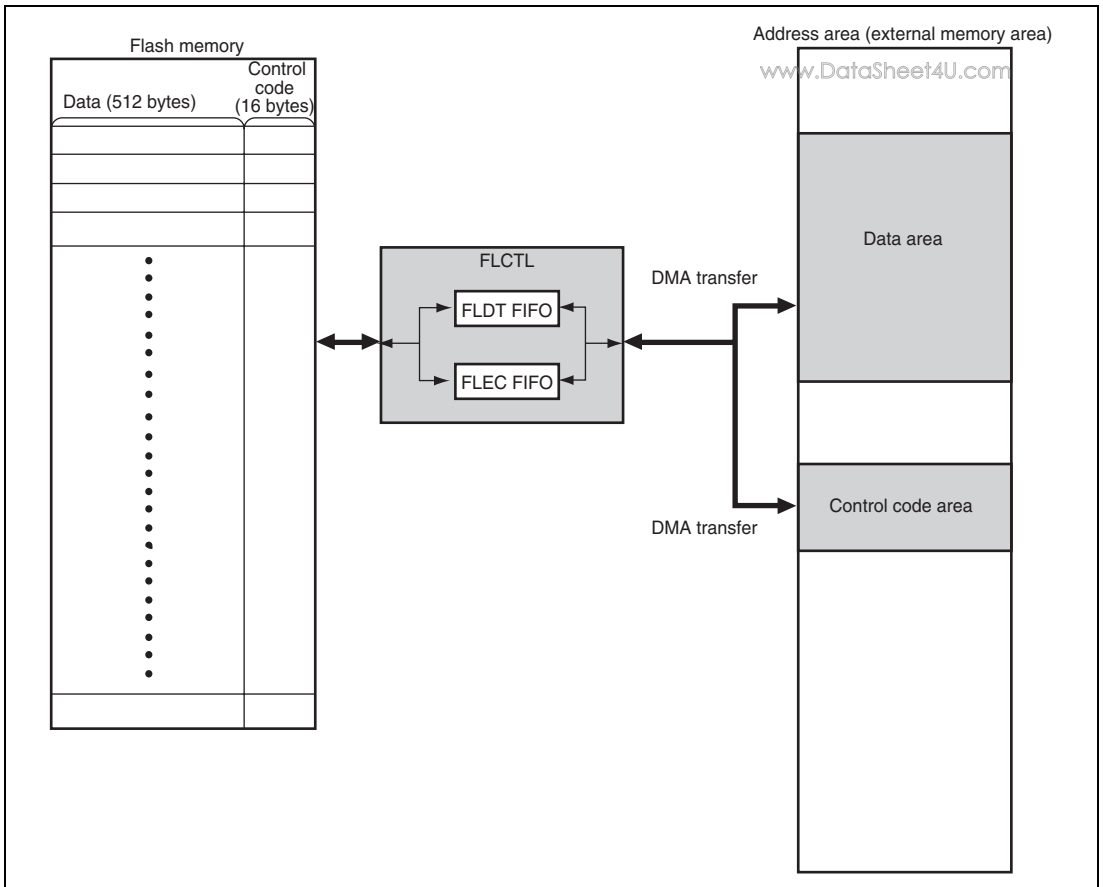 Flash memory
Data (512 bytes)
Control
code
(16 bytes)
FLCTL
FLDT FIFO
FLEC FIFO
DMA transfer
DMA transfer
Address area (external memory area)
www.DataSheet4U.com
Data area
Control code area